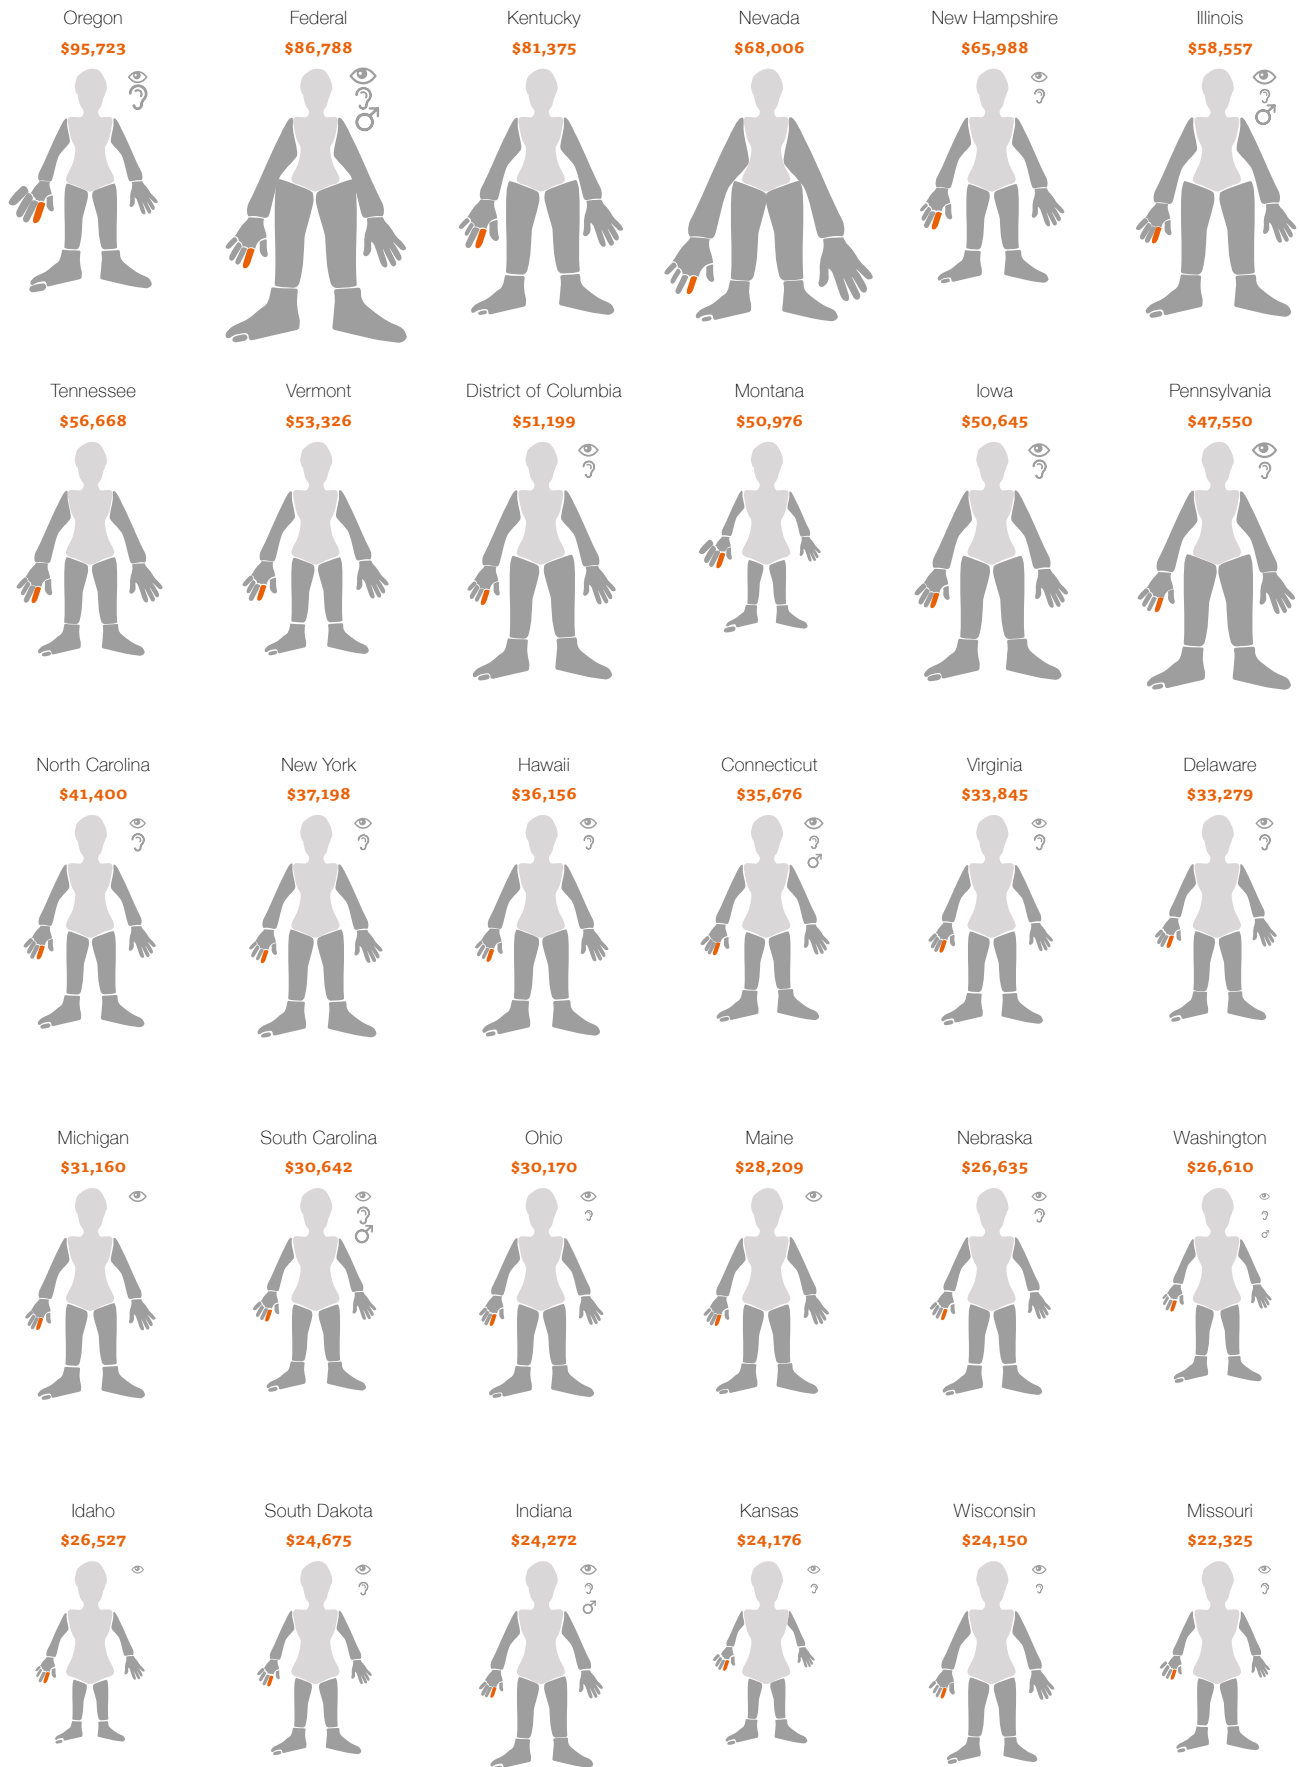 Oregon
$95,723
Federal
$86,788
Kentucky
$81,375
Nevada
$68,006
New Hampshire
$65,988
Illinois
$58,557
Tennessee
$56,668
Vermont
$53,326
District of Columbia
$51,199
Montana
$50,976
Iowa
$50,645
Pennsylvania
$47,550
North Carolina
$41,400
New York
$37,198
Hawaii
$36,156
Connecticut
$35,676
Virginia
$33,845
Delaware
$33,279
Michigan
$31,160
South Carolina
$30,642
Ohio
$30,170
Maine
$28,209
Nebraska
$26,635
Washington
$26,610
Idaho
$26,527
South Dakota
$24,675
Indiana
$24,272
Kansas
$24,176
Wisconsin
$24,150
Missouri
$22,325